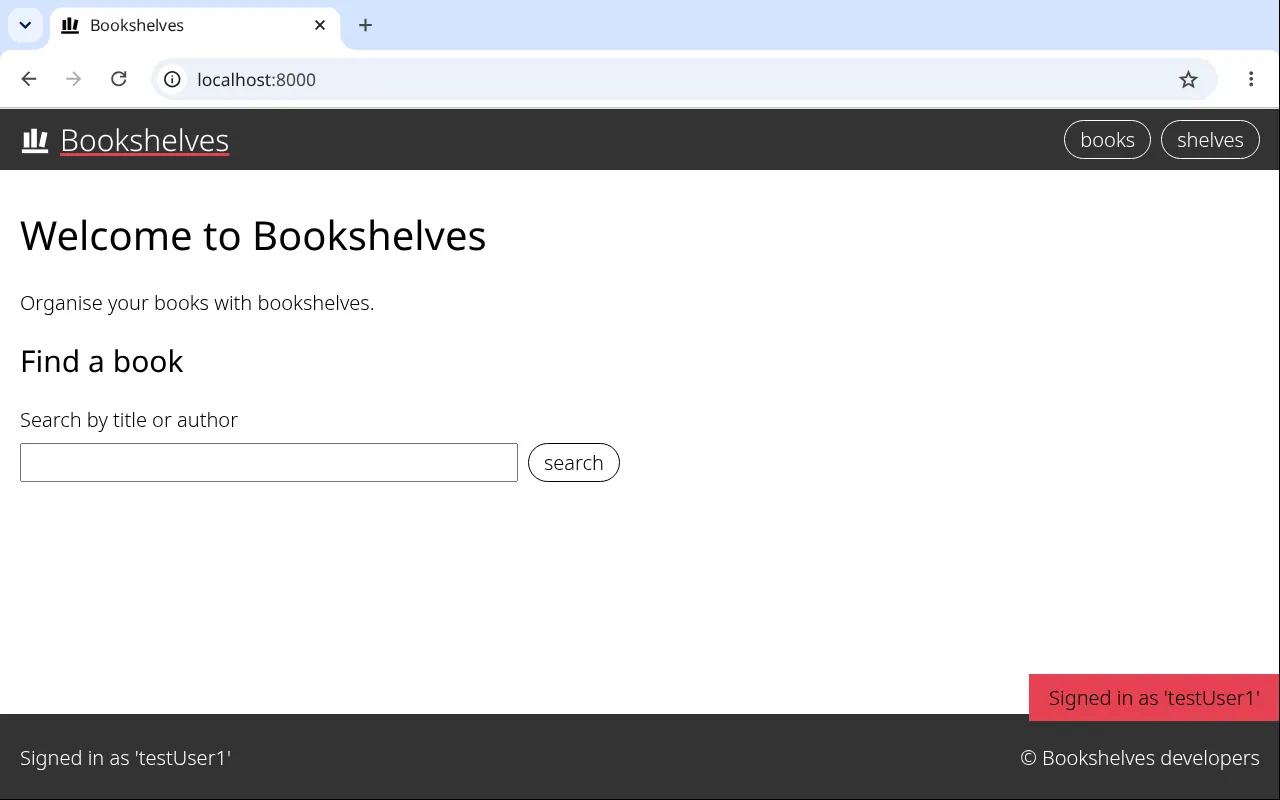 Bookshelves
localhost:8000
Bookshelves
books
shelves
Welcome to Bookshelves
Organise your books with bookshelves.
Find a book
Search by title or author
search
Signed in as 'testUser1'
Signed in as 'testUser1'
© Bookshelves developers